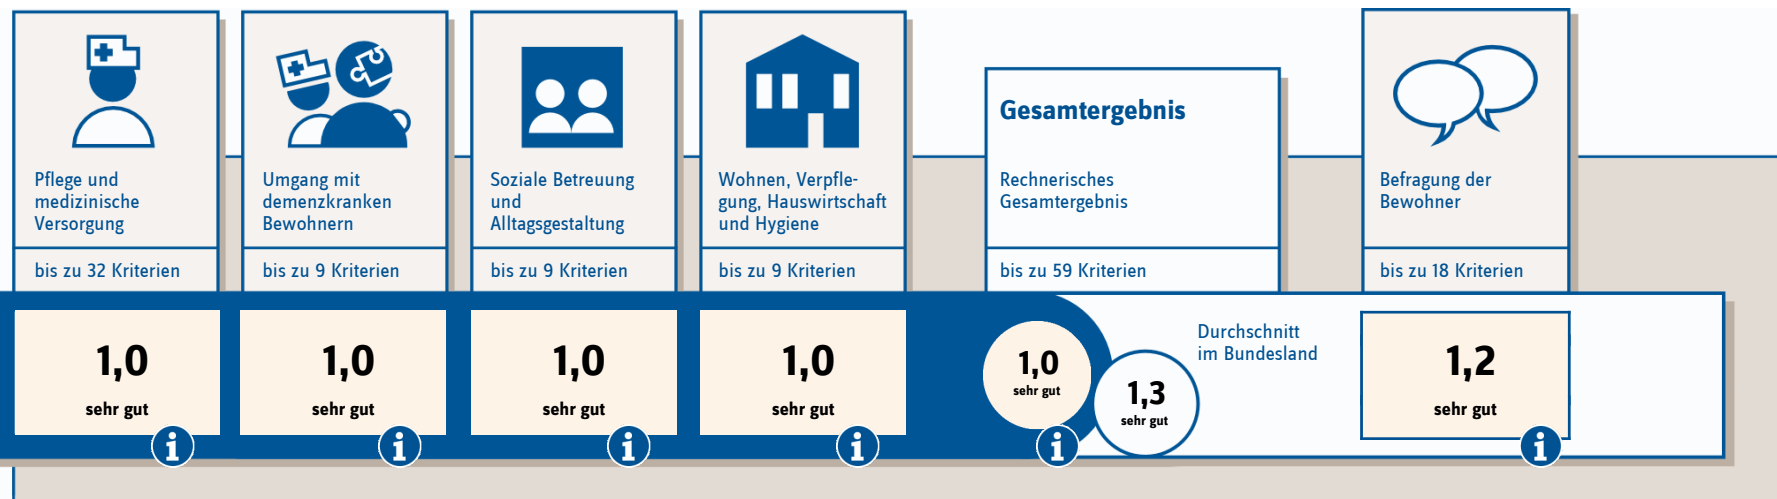 Pflege und
medizinische
Versorgung
bis zu 32 Kriterien
1,0
sehr gut
i
Umgang mit
demenzkranken
Bewohnern
bis zu 9 Kriterien
1,0
sehr gut
i
Soziale Betreuung
und
Alltagsgestaltung
bis zu 9 Kriterien
1,0
sehr gut
i
Wohnen, Verpfle-
gung, Hauswirtschaft
und Hygiene
bis zu 9 Kriterien
1,0
sehr gut
i
Gesamtergebnis
Rechnerisches
Gesamtergebnis
bis zu 59 Kriterien
1,0
sehr gut
i
Durchschnitt
im Bundesland
1,3
sehr gut
Befragung der
Bewohner
bis zu 18 Kriterien
1,2
sehr gut
i